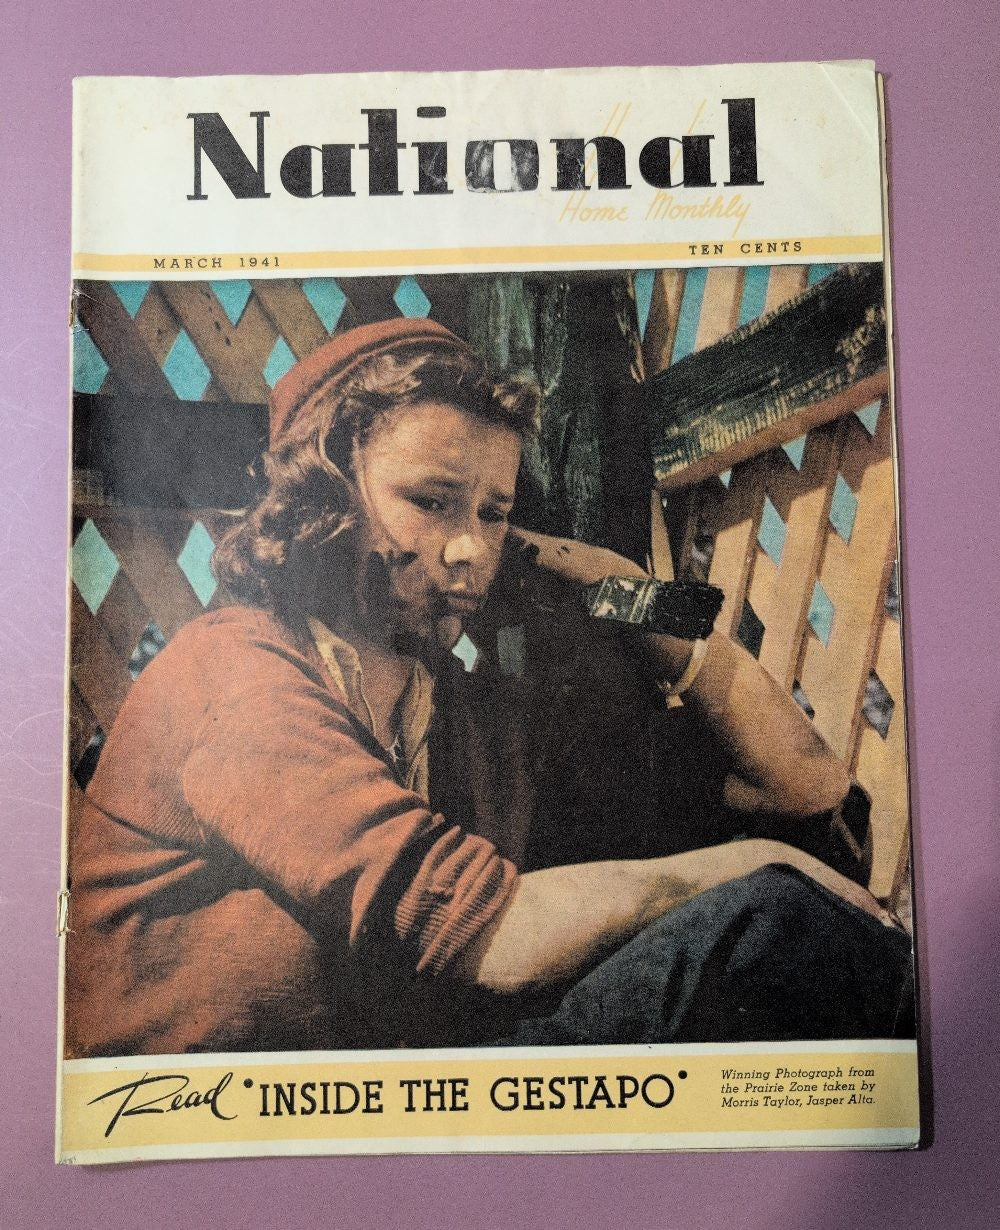 National
Home Monthly
MARCH 1941
TEN CENTS
Read "INSIDE THE GESTAPO"
Winning Photograph from
the Prairie Zone taken by
Morris Taylor, Jasper Alta.